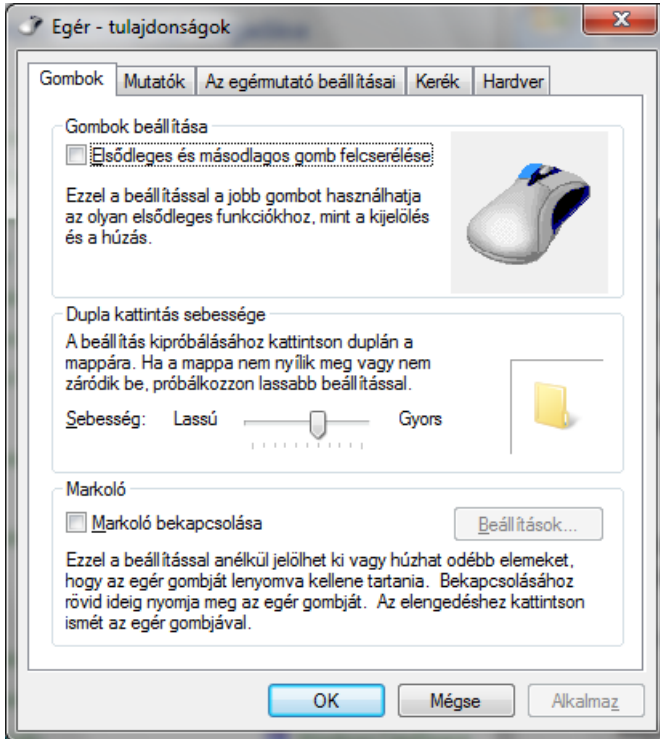 Egér - tulajdonságok
Gombok Mutatók Az egérmutató beállításai Kerék Hardver
Gombok beállítása
Elsődleges és másodlagos gomb felcserélése
Ezzel a beállítással a jobb gombot használhatja
az olyan elsődleges funkciókhoz, mint a kijelölés
és a húzás.
Dupla kattintás sebessége
A beállítás kipróbálásához kattintson duplán a
mappára. Ha a mappa nem nyílik meg vagy nem
záródik be, próbálkozzon lassabb beállítással.
Sebesség: Lassú Gyors
Markoló
Markoló bekapcsolása Beállítások...
Ezzel a beállítással anélkül jelölhet ki vagy húzhat odébb elemeket,
hogy az egér gombját lenyomva kellene tartania. Bekapcsolásához
rövid ideig nyomja meg az egér gombját. Az elengedéshez kattintson
ismét az egér gombjával.
OK Mégse Alkalmaz